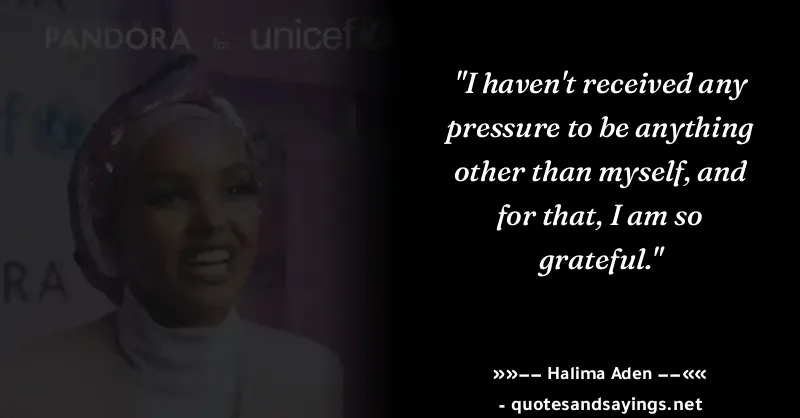 PANDÓRA for unicef
"I haven't received any
pressure to be anything
other than myself, and
for that, I am so
grateful."
RA
»»−− Halima Aden −−««
- quotesandsayings.net